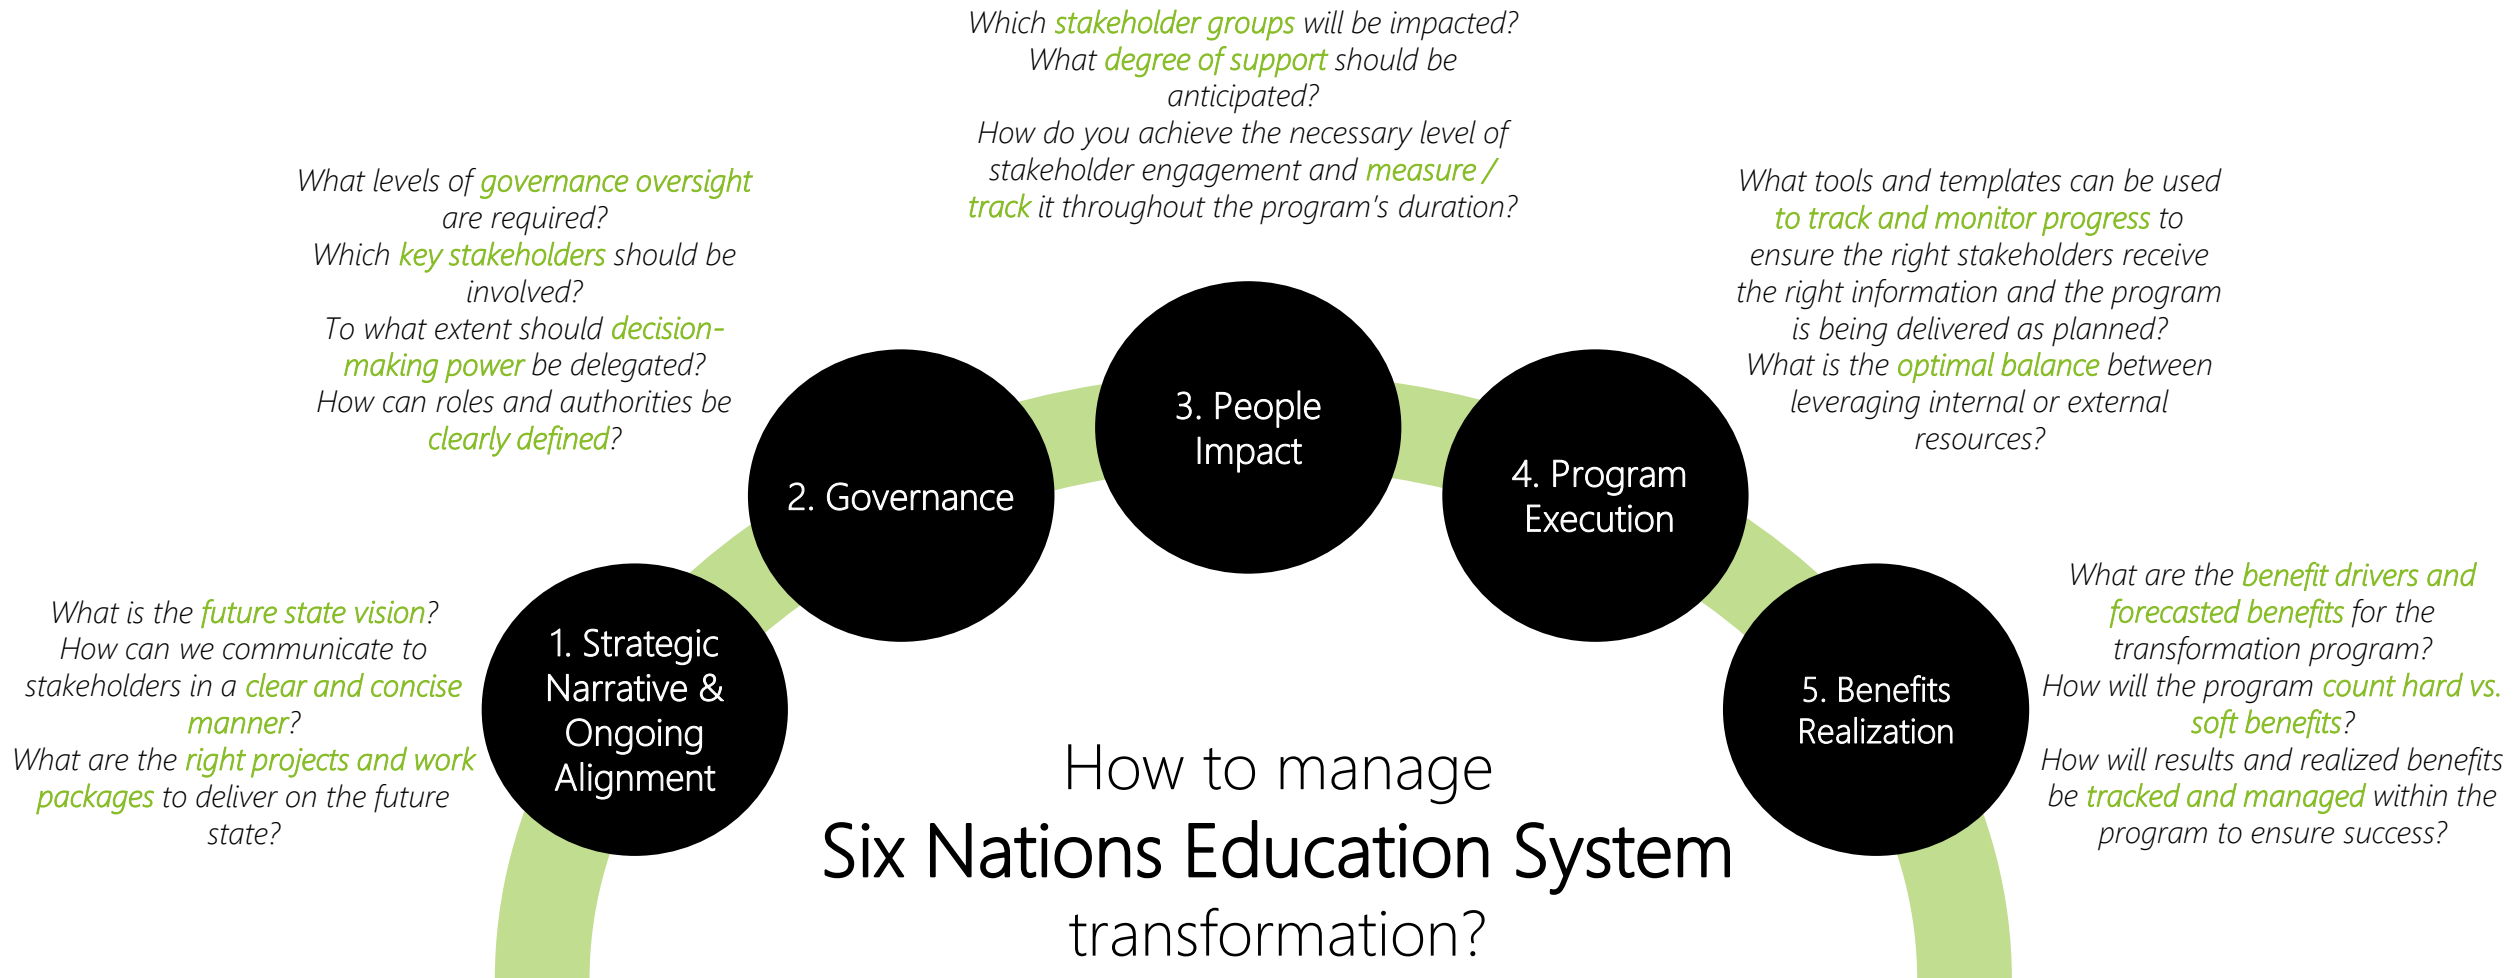 What is the future state vision?
How can we communicate to
stakeholders in a clear and concise
manner?
What are the right projects and work
packages to deliver on the future
state?
1. Strategic
Narrative &
Ongoing
Alignment
What levels of governance oversight
are required?
Which key stakeholders should be
involved?
To what extent should decision-
making power be delegated?
How can roles and authorities be
clearly defined?
2. Governance
Which stakeholder groups will be impacted?
What degree of support should be
anticipated?
How do you achieve the necessary level of
stakeholder engagement and measure /
track it throughout the program's duration?
3. People
Impact
What tools and templates can be used
to track and monitor progress to
ensure the right stakeholders receive
the right information and the program
is being delivered as planned?
What is the optimal balance between
leveraging internal or external
resources?
4. Program
Execution
What are the benefit drivers and
forecasted benefits for the
transformation program?
How will the program count hard vs.
soft benefits?
How will results and realized benefits
be tracked and managed within the
program to ensure success?
5. Benefits
Realization
How to manage
Six Nations Education System
transformation?